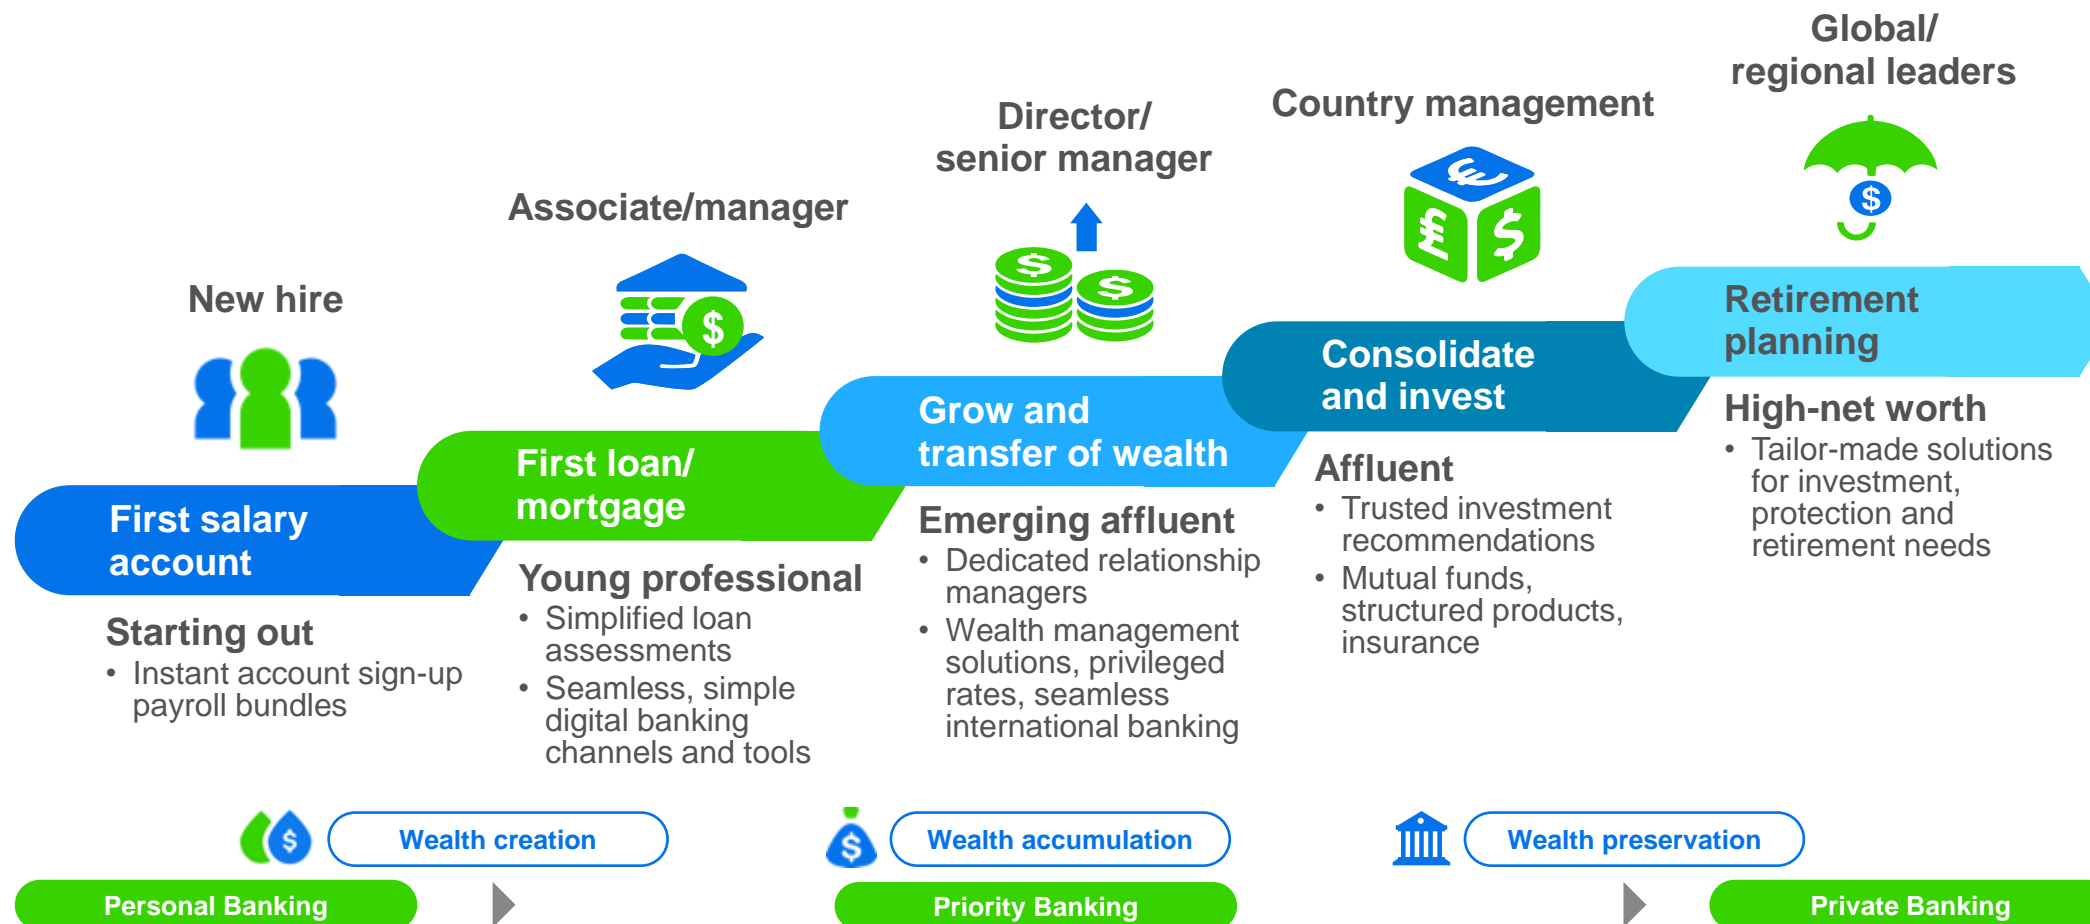 New hire
First salary
account
Starting out
• Instant account sign-up
payroll bundles
Associate/manager
$
First loan/
mortgage
Young professional
• Simplified loan
assessments
• Seamless, simple
digital banking
channels and tools
Director/
senior manager
$
$
Grow and
transfer of wealth
Emerging affluent
• Dedicated relationship
managers
• Wealth management
solutions, privileged
rates, seamless
international banking
Country management
€
£ $
Consolidate
and invest
Affluent
• Trusted investment
recommendations
• Mutual funds,
structured products,
insurance
Global/
regional leaders
$
Retirement
planning
High-net worth
• Tailor-made solutions
for investment,
protection and
retirement needs
$
Wealth creation
$
Wealth accumulation
Wealth preservation
Personal Banking
Priority Banking
Private Banking